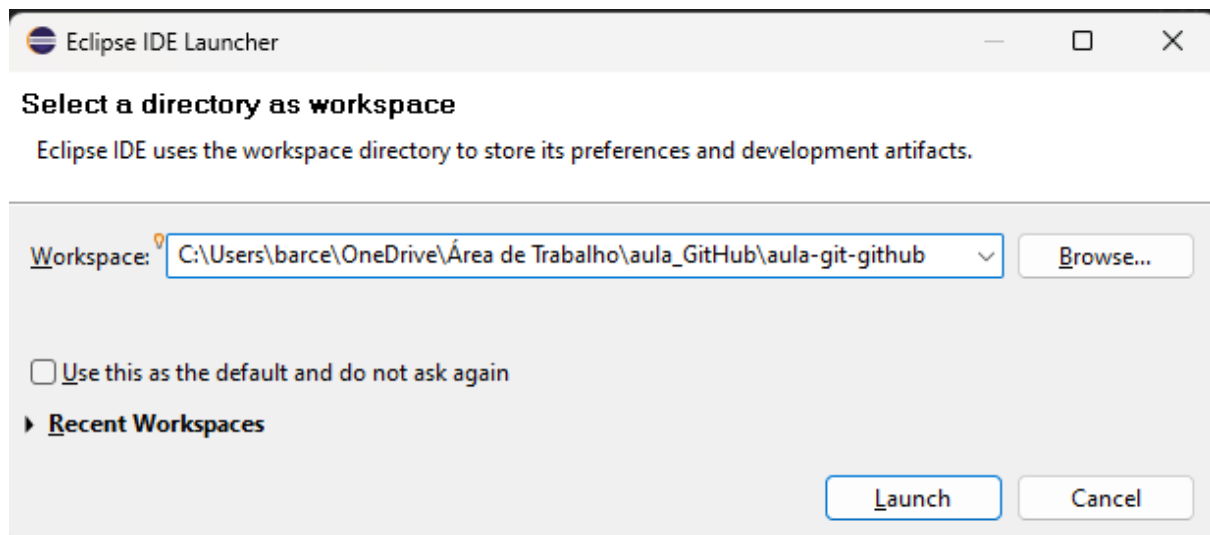 Eclipse IDE Launcher
Select a directory as workspace
Eclipse IDE uses the workspace directory to store its preferences and development artifacts.
Workspace: C:\Users\barce\OneDrive\Área de Trabalho\aula_GitHub\aula-git-github Browse...
Use this as the default and do not ask again
Recent Workspaces
Launch Cancel